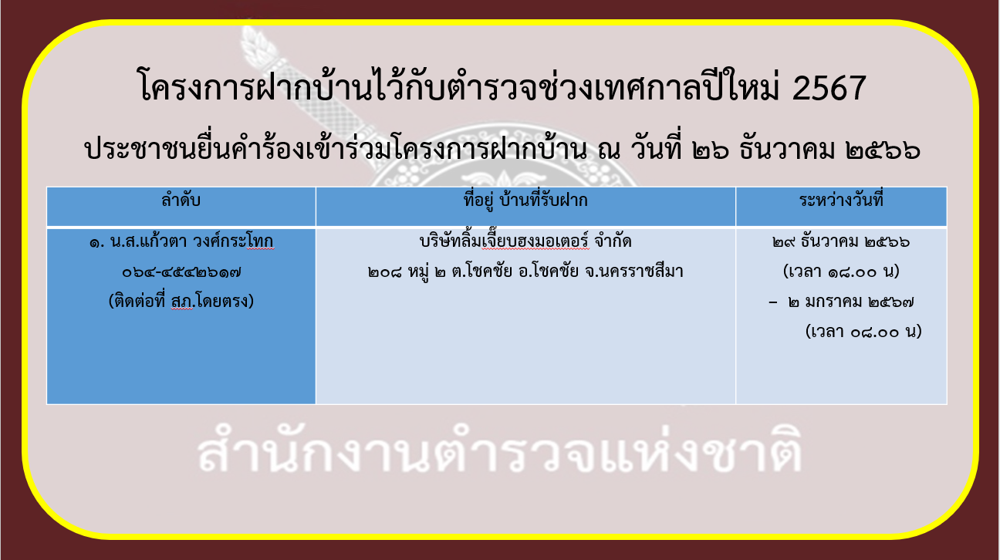 โครงการฝากบ้านไว้กับตำรวจช่วงเทศกาลปีใหม่ 2567
ประชาชนยื่นคำร้องเข้าร่วมโครงการฝากบ้าน ณ วันที่ ๒๖ ธันวาคม ๒๕๖๖
ลำดับ
ที่อยู่ บ้านที่รับฝาก
ระหว่างวันที่
๑. น.ส.แก้วตา วงศ์กระโทก
๐๖๔-๔๕๔๒๖๑๗
(ติดต่อที่ สภ.โดยตรง)
บริษัทลิ้มเจี๊ยบฮงมอเตอร์ จำกัด
๒๐๘ หมู่ ๒ ต.โชคชัย อ.โชคชัย จ.นครราชสีมา
๒๙ ธันวาคม ๒๕๖๖
(เวลา ๑๘.๐๐ น)
– ๒ มกราคม ๒๕๖๗
(เวลา ๐๘.๐๐ น)
สำนักงานตำรวจแห่งชาติ